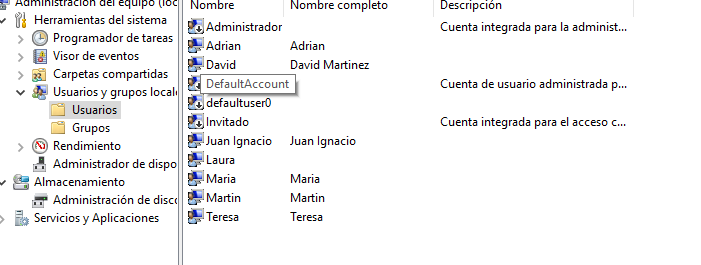 Administración del equipo (loc
Herramientas del sistema
Programador de tareas
Visor de eventos
Carpetas compartidas
Usuarios y grupos locale
Usuarios
Grupos
Rendimiento
Administrador de dispo
Almacenamiento
Administración de disc
Servicios y Aplicaciones
Nombre Nombre completo Descripción
Administrador Cuenta integrada para la administ...
Adrian Adrian
David David Martinez
DefaultAccount Cuenta de usuario administrada p...
defaultuser0
Invitado Cuenta integrada para el acceso c...
Juan Ignacio Juan Ignacio
Laura
Maria Maria
Martin Martin
Teresa Teresa